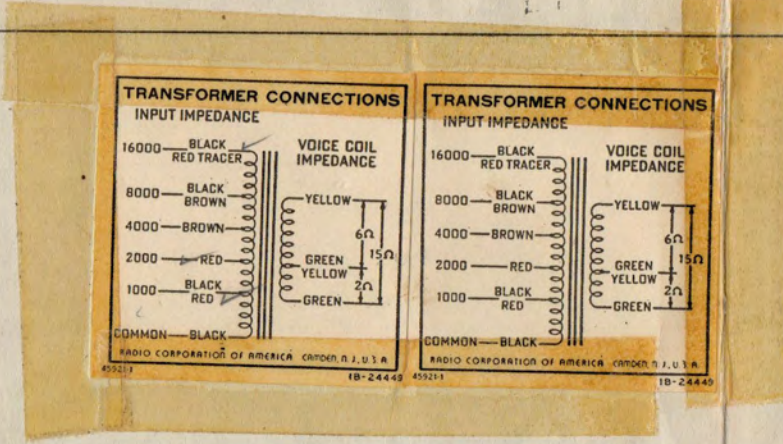 TRANSFORMER CONNECTIONS
INPUT IMPEDANCE
VOICE COIL
IMPEDANCE
16000 BLACK
RED TRACER
8000 BLACK
BROWN
4000 BROWN
2000 RED
1000 BLACK
RED
COMMON BLACK
YELLOW
6Ω
15Ω
GREEN
YELLOW
2Ω
GREEN
RADIO CORPORATION OF AMERICA CAMDEN, N.J., U.S.A.
45921-1
1B-24449
TRANSFORMER CONNECTIONS
INPUT IMPEDANCE
VOICE COIL
IMPEDANCE
16000 BLACK
RED TRACER
8000 BLACK
BROWN
4000 BROWN
2000 RED
1000 BLACK
RED
COMMON BLACK
YELLOW
6Ω
15Ω
GREEN
YELLOW
2Ω
GREEN
RADIO CORPORATION OF AMERICA CAMDEN, N.J., U.S.A.
45921-1
1B-24449